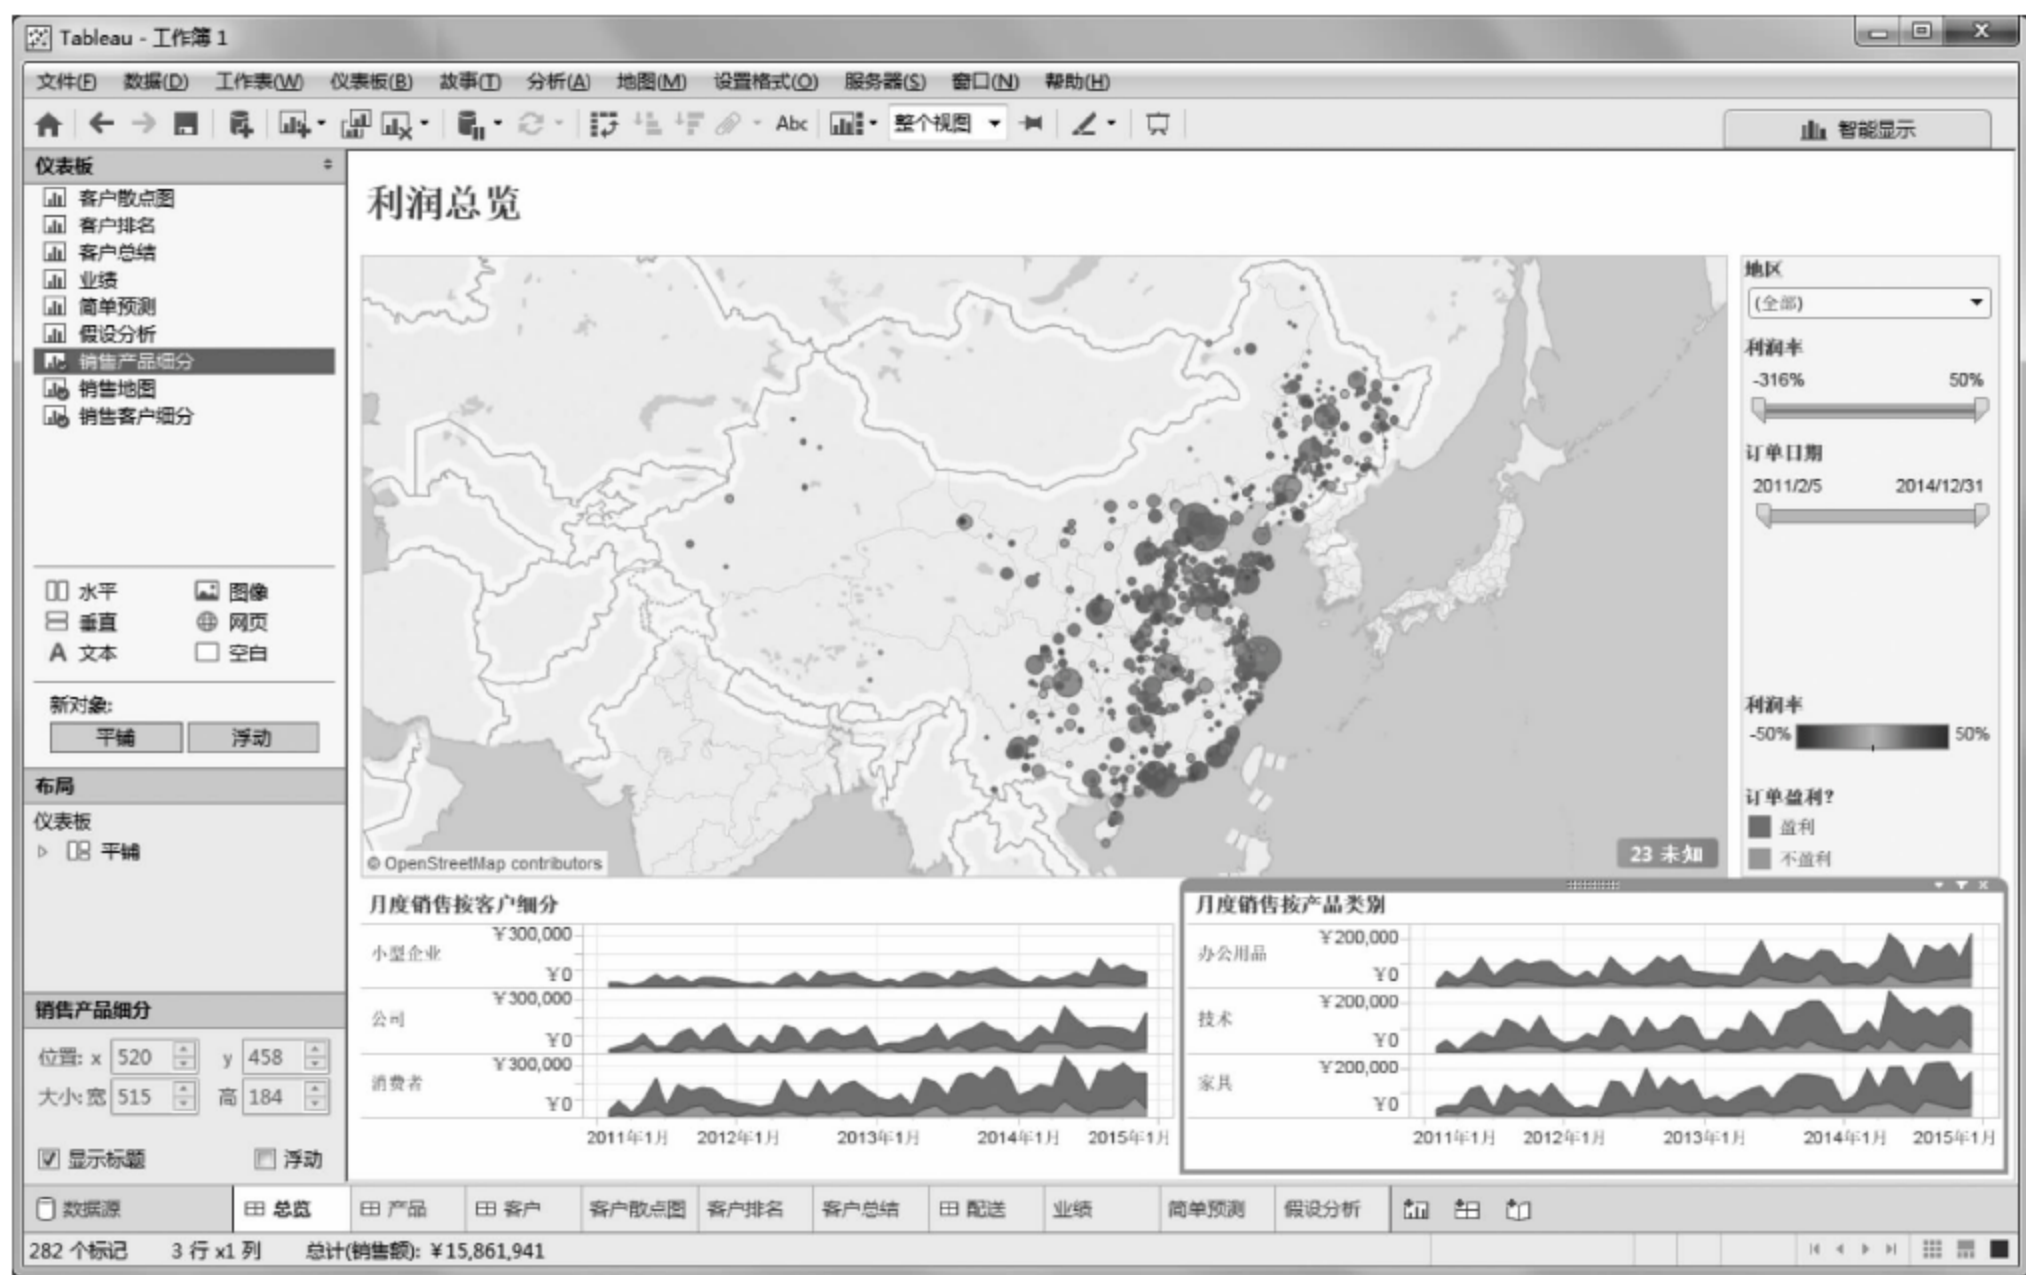 Tableau - 工作簿 1
文件(F) 数据(D) 工作表(W) 仪表板(B) 故事(T) 分析(A) 地图(M) 设置格式(O) 服务器(S) 窗口(N) 帮助(H)
Abc 整个视图 智能显示
仪表板
客户散点图
客户排名
客户总结
业绩
简单预测
假设分析
销售产品细分
销售地图
销售客户细分
水平 图像
垂直 网页
A 文本 空白
新对象:
平铺 浮动
布局
仪表板
平铺
销售产品细分
位置: x 520 y 458
大小: 宽 515 高 184
显示标题 浮动
利润总览
© OpenStreetMap contributors
23 未知
地区
(全部)
利润率
-316% 50%
订单日期
2011/2/5 2014/12/31
利润率
-50% 50%
订单盈利?
盈利
不盈利
月度销售按客户细分
小型企业 ¥300,000
¥0
公司 ¥300,000
¥0
消费者 ¥300,000
¥0
2011年1月 2012年1月 2013年1月 2014年1月 2015年1月
月度销售按产品类别
办公用品 ¥200,000
¥0
技术 ¥200,000
¥0
家具 ¥200,000
¥0
2011年1月 2012年1月 2013年1月 2014年1月 2015年1月
数据源 总览 产品 客户 客户散点图 客户排名 客户总结 配送 业绩 简单预测 假设分析
282 个标记 3 行 x1 列 总计(销售额): ¥15,861,941